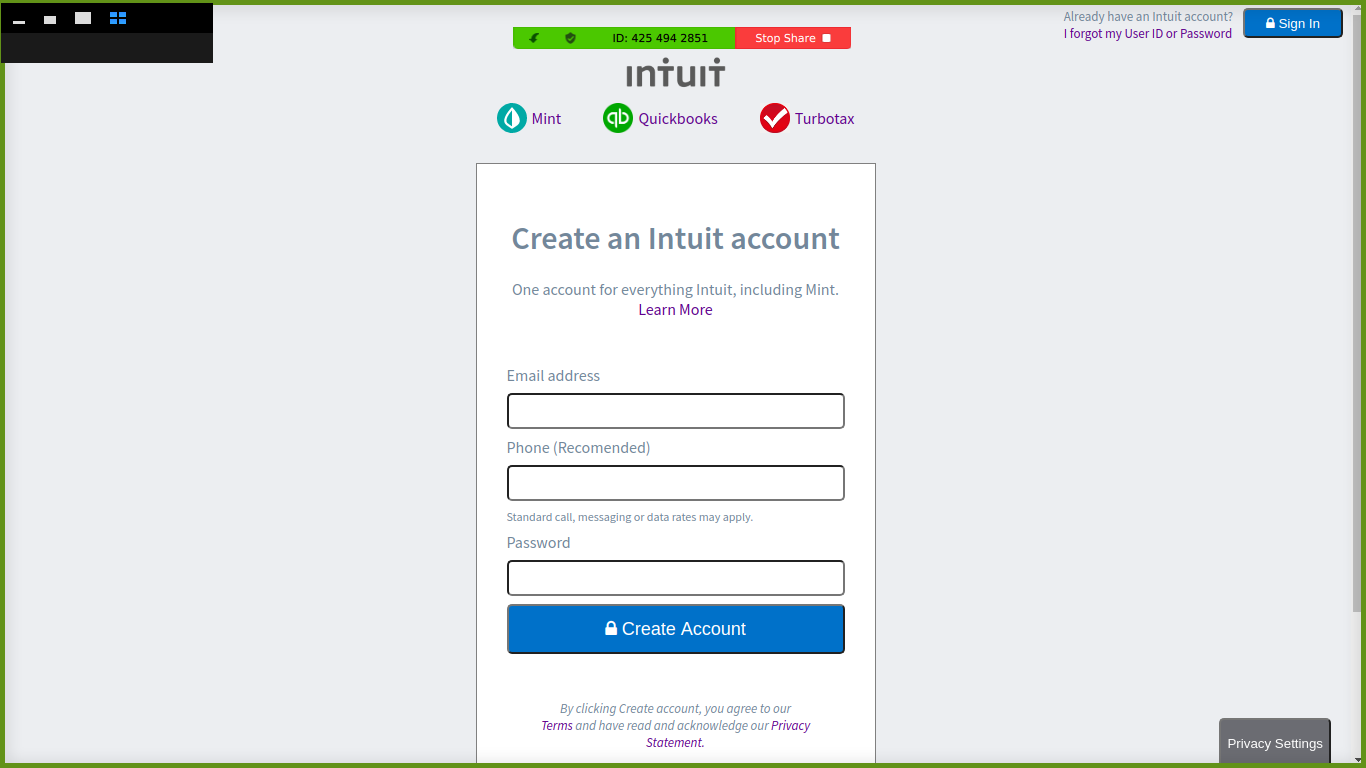 Already have an Intuit account?
I forgot my User ID or Password
Sign In
ID: 425 494 2851
Stop Share
intuit
Mint
qb
Quickbooks
Turbotax
Create an Intuit account
One account for everything Intuit, including Mint.
Learn More
Email address
Phone (Recomended)
Standard call, messaging or data rates may apply.
Password
Create Account
By clicking Create account, you agree to our
Terms and have read and acknowledge our Privacy
Statement.
Privacy Settings